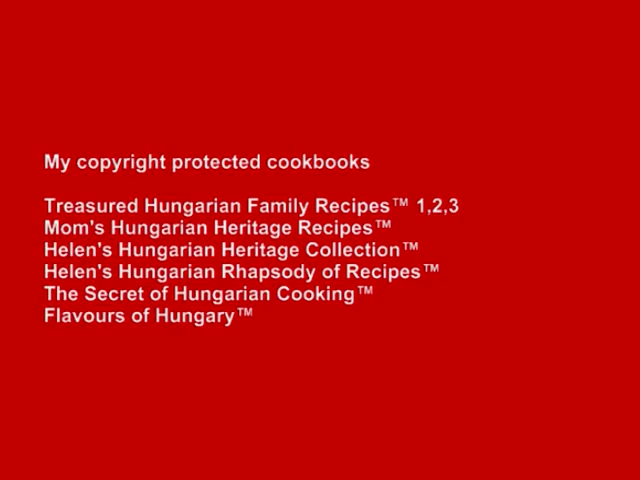 My copyright protected cookbooks
Treasured Hungarian Family Recipes™ 1,2,3
Mom's Hungarian Heritage Recipes™
Helen's Hungarian Heritage Collection™
Helen's Hungarian Rhapsody of Recipes™
The Secret of Hungarian Cooking™
Flavours of Hungary™